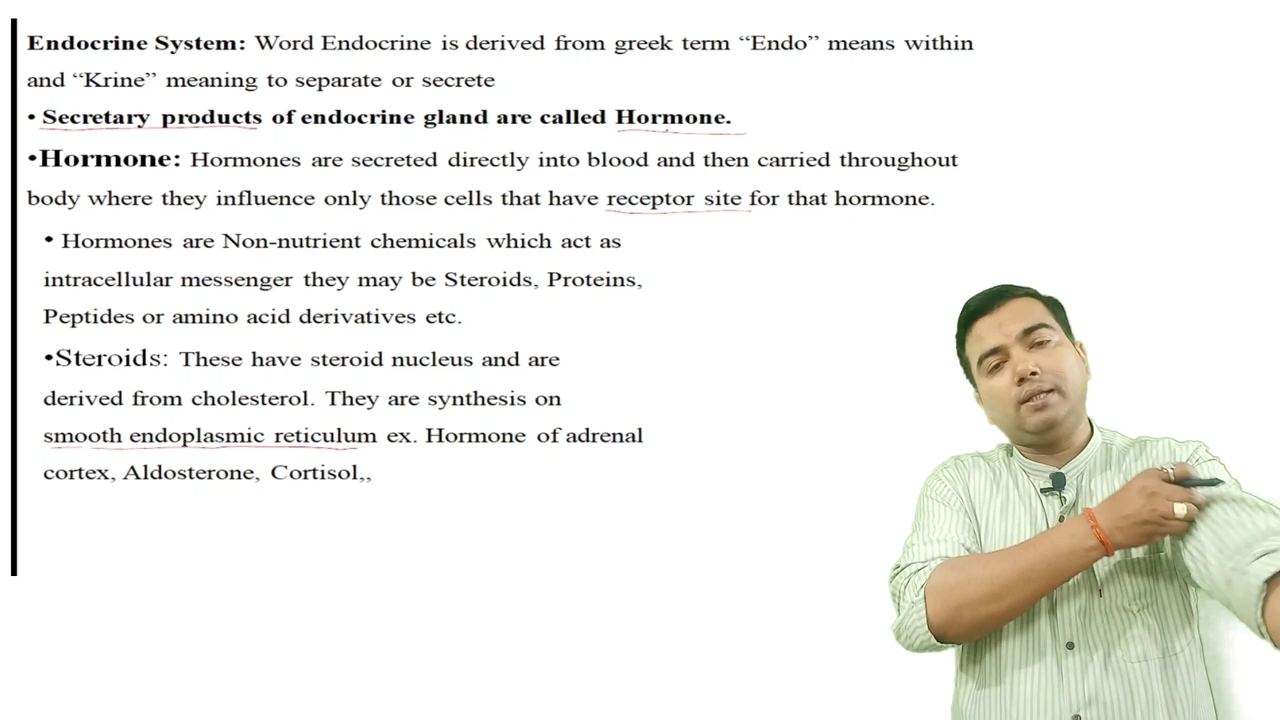 Endocrine System: Word Endocrine is derived from greek term “Endo” means within
and “Krine” meaning to separate or secrete
• Secretary products of endocrine gland are called Hormone.
•Hormone: Hormones are secreted directly into blood and then carried throughout
body where they influence only those cells that have receptor site for that hormone.
• Hormones are Non-nutrient chemicals which act as
intracellular messenger they may be Steroids, Proteins,
Peptides or amino acid derivatives etc.
•Steroids: These have steroid nucleus and are
derived from cholesterol. They are synthesis on
smooth endoplasmic reticulum ex. Hormone of adrenal
cortex, Aldosterone, Cortisol,,